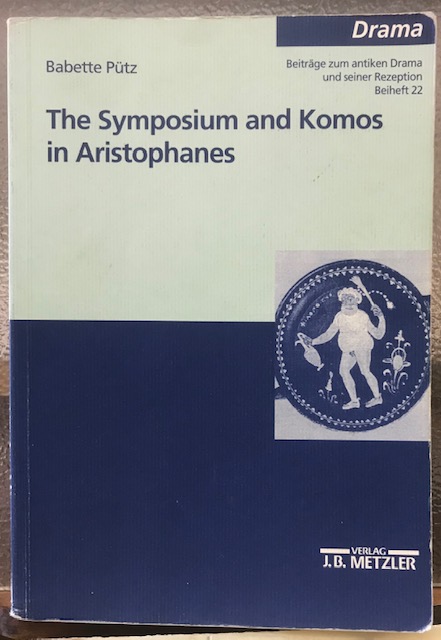 Drama
Babette Pütz
Beiträge zum antiken Drama
und seiner Rezeption
Beiheft 22
The Symposium and Komos
in Aristophanes
VERLAG
J.B. METZLER